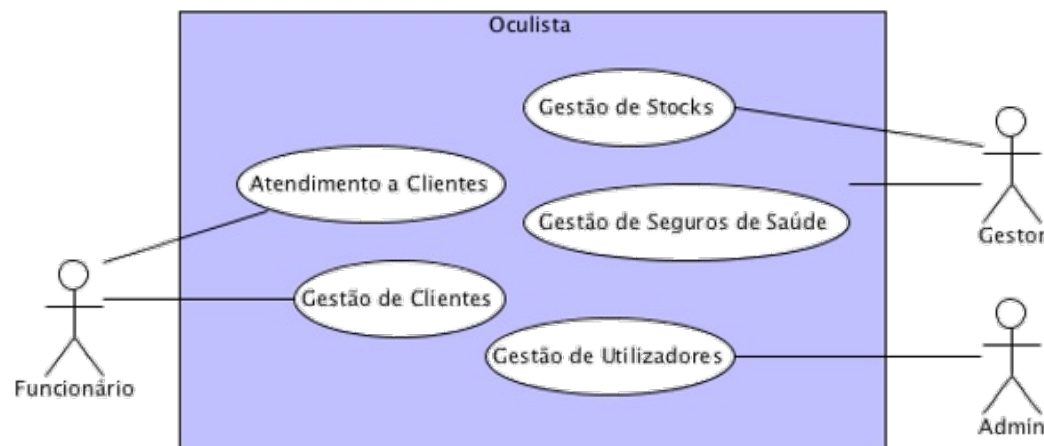 Oculista
Gestão de Stocks
Atendimento a Clientes
Gestão de Seguros de Saúde
Gestor
Gestão de Clientes
Gestão de Utilizadores
Funcionário
Admin